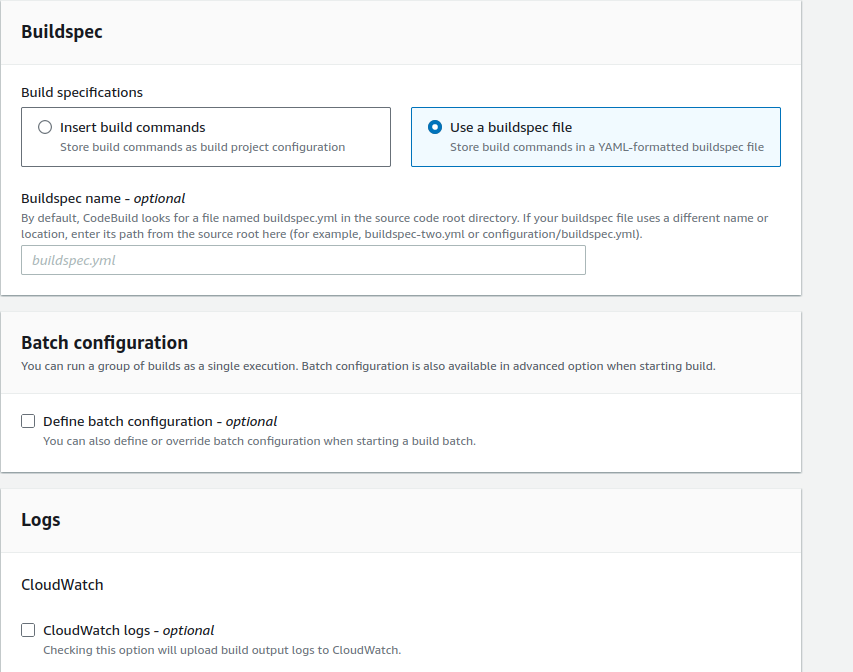 Buildspec
Build specifications
Insert build commands
Store build commands as build project configuration
Use a buildspec file
Store build commands in a YAML-formatted buildspec file
Buildspec name - optional
By default, CodeBuild looks for a file named buildspec.yml in the source code root directory. If your buildspec file uses a different name or
location, enter its path from the source root here (for example, buildspec-two.yml or configuration/buildspec.yml).
buildspec.yml
Batch configuration
You can run a group of builds as a single execution. Batch configuration is also available in advanced option when starting build.
Define batch configuration - optional
You can also define or override batch configuration when starting a build batch.
Logs
CloudWatch
CloudWatch logs - optional
Checking this option will upload build output logs to CloudWatch.